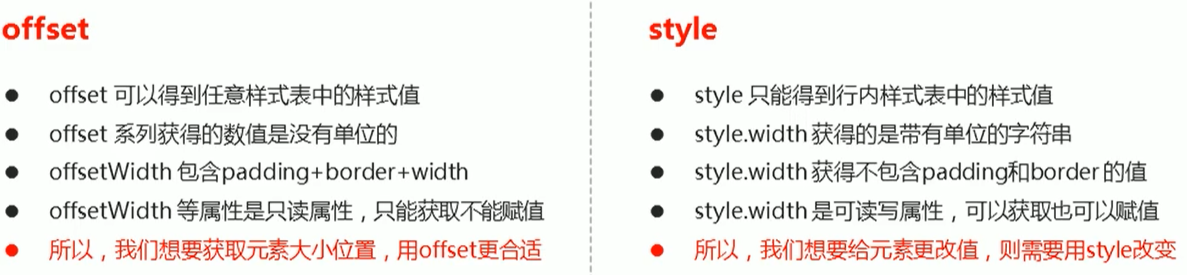 offset
● offset 可以得到任意样式表中的样式值
● offset 系列获得的数值是没有单位的
● offsetWidth 包含padding+border+width
● offsetWidth 等属性是只读属性，只能获取不能赋值
● 所以，我们想要获取元素大小位置，用offset更合适
style
● style 只能得到行内样式表中的样式值
● style.width 获得的是带有单位的字符串
● style.width 获得不包含padding和border 的值
● style.width 是可读写属性，可以获取也可以赋值
● 所以，我们想要给元素更改值，则需要用style改变